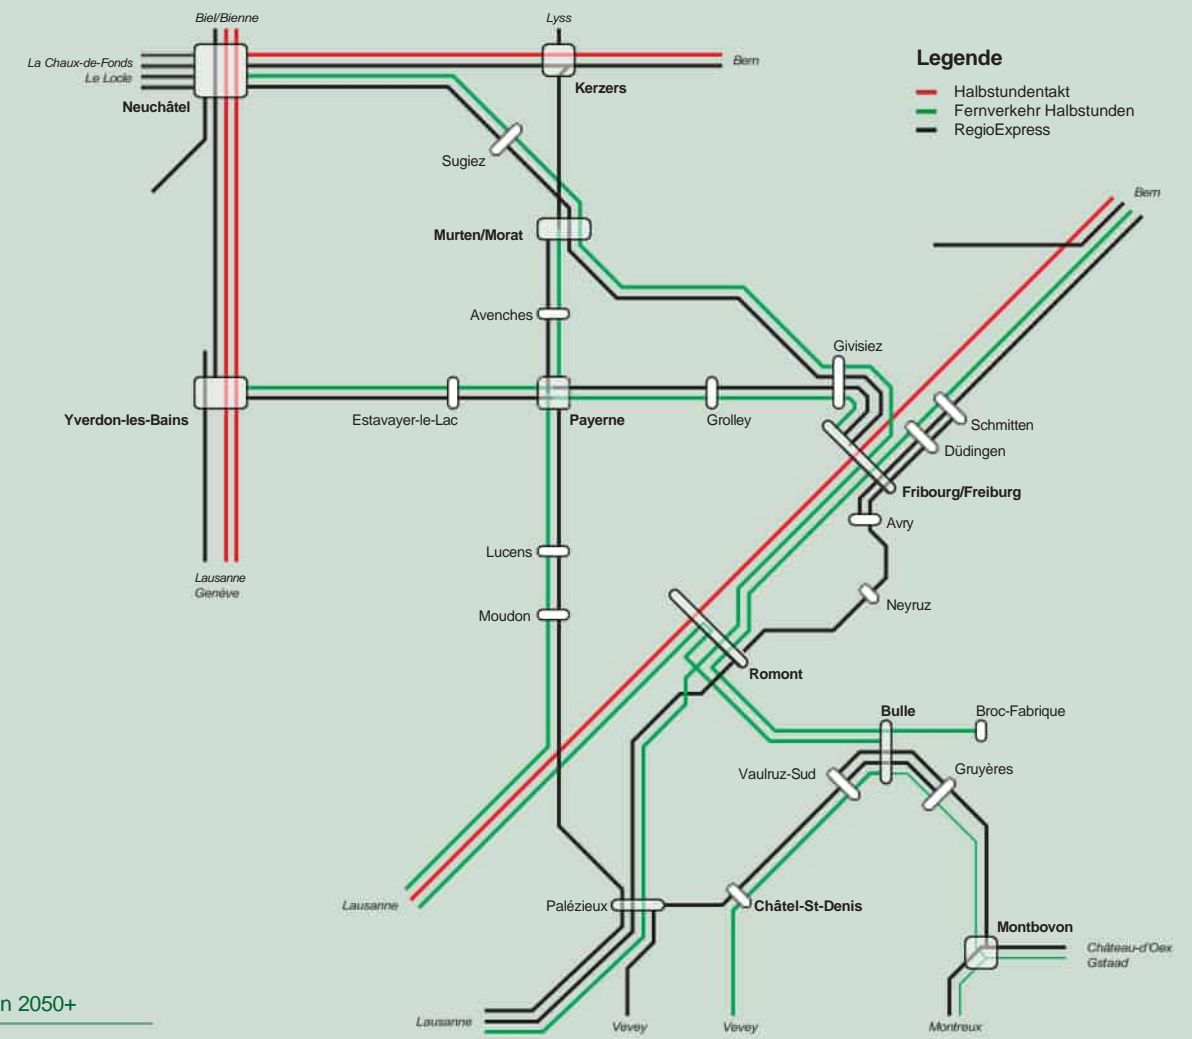 Biel/Bienne
Lyss
La Chaux-de-Fonds
Le Locle
Bern
Neuchâtel
Kerzers
Legende
Halbstundentakt
Fernverkehr Halbstunden
RegioExpress
Sugiez
Bern
Murten/Morat
Avenches
Givisiez
Yverdon-les-Bains
Estavayer-le-Lac
Payerne
Grolley
Schmitten
Düdingen
Fribourg/Freiburg
Avry
Lucens
Lausanne
Genève
Neyruz
Moudon
Romont
Bulle
Broc-Fabrique
Vaulruz-Sud
Gruyères
Lausanne
Palézieux
Châtel-St-Denis
Montbovon
Château-d'Oex
Gstaad
n 2050+
Lausanne
Vevey
Vevey
Montreux